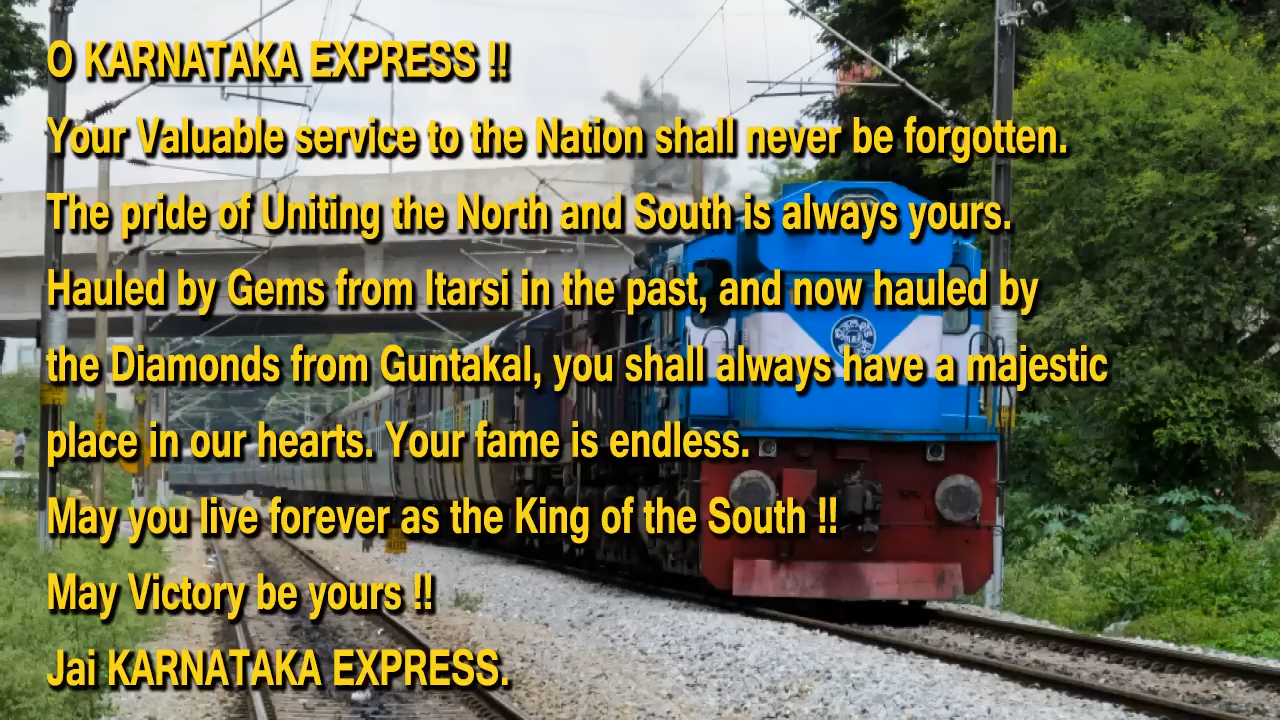 O KARNATAKA EXPRESS !!
Your Valuable service to the Nation shall never be forgotten.
The pride of Uniting the North and South is always yours.
Hauled by Gems from Itarsi in the past, and now hauled by
the Diamonds from Guntakal, you shall always have a majestic
place in our hearts. Your fame is endless.
May you live forever as the King of the South !!
May Victory be yours !!
Jai KARNATAKA EXPRESS.